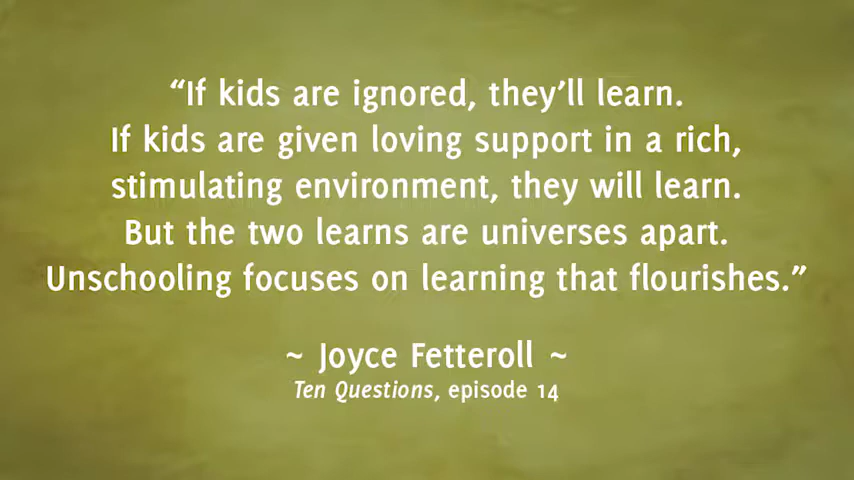 “If kids are ignored, they’ll learn.
If kids are given loving support in a rich,
stimulating environment, they will learn.
But the two learns are universes apart.
Unschooling focuses on learning that flourishes.”
~ Joyce Fetteroll ~
Ten Questions, episode 14